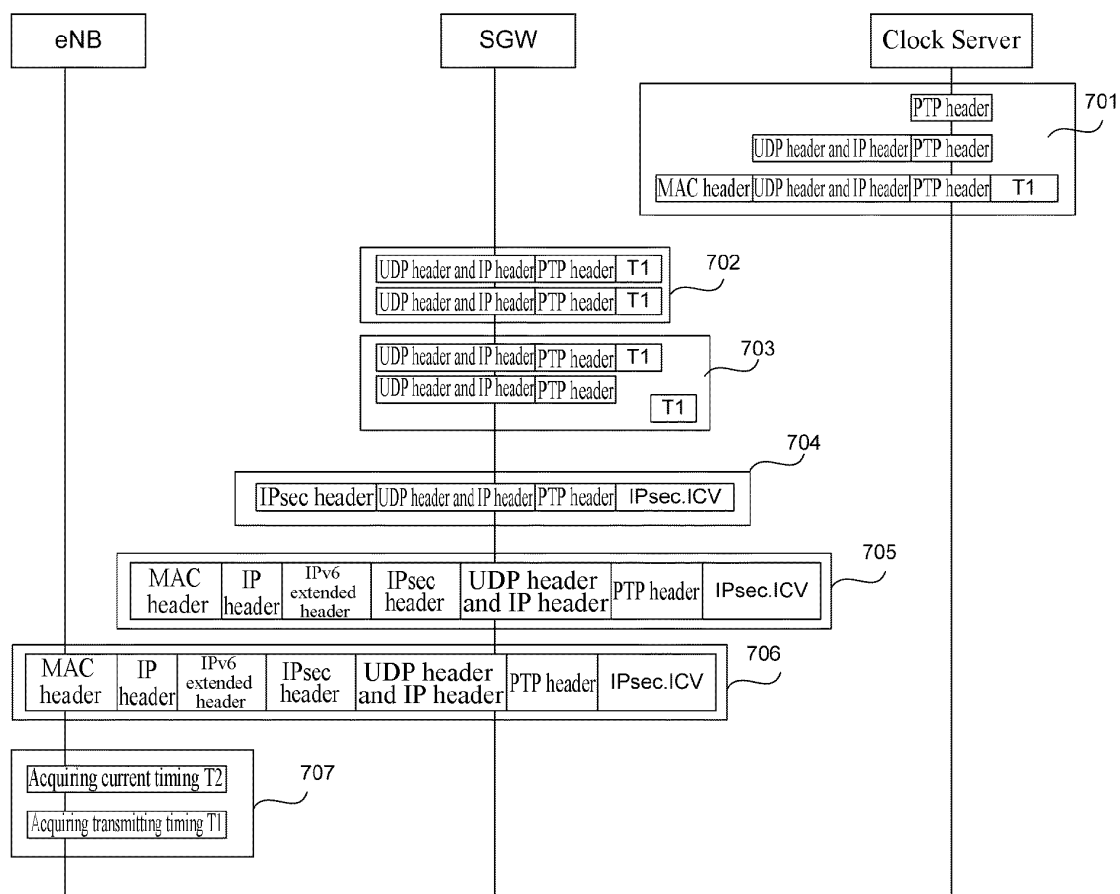 eNB
SGW
Clock Server
701
PTP header
UDP header and IP header PTP header
MAC header UDP header and IP header PTP header T1
702
UDP header and IP header PTP header T1
UDP header and IP header PTP header T1
703
UDP header and IP header PTP header T1
UDP header and IP header PTP header
T1
704
IPsec header UDP header and IP header PTP header IPsec.ICV
705
MAC header
IP header
IPv6 extended header
IPsec header
UDP header and IP header
PTP header
IPsec.ICV
706
MAC header
IP header
IPv6 extended header
IPsec header
UDP header and IP header
PTP header
IPsec.ICV
707
Acquiring current timing T2
Acquiring transmitting timing T1